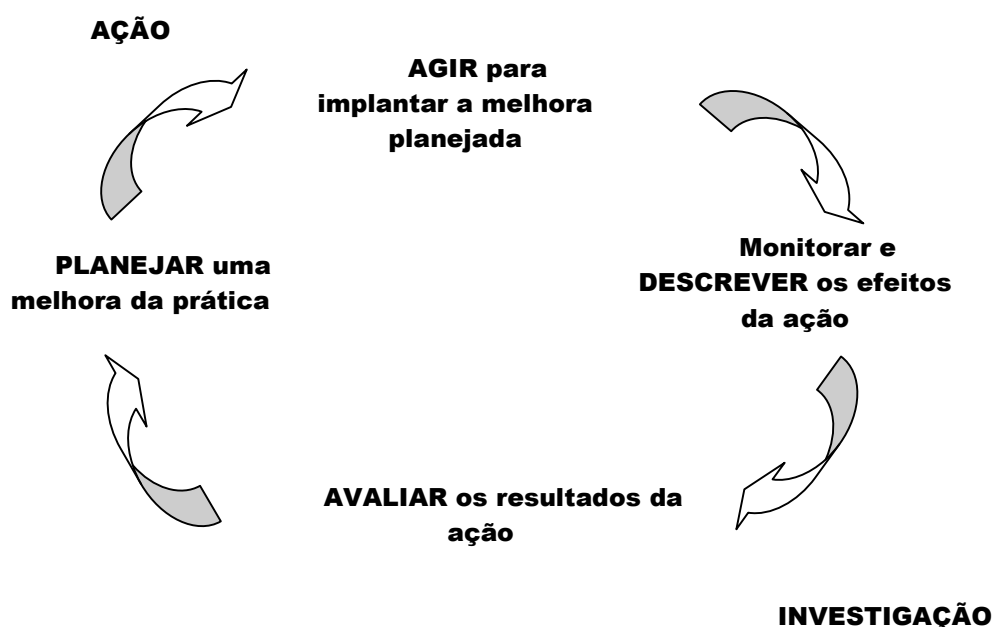 AÇÃO
AGIR para
implantar a melhora
planejada
PLANEJAR uma
melhora da prática
Monitorar e
DESCREVER os efeitos
da ação
AVALIAR os resultados da
ação
INVESTIGAÇÃO